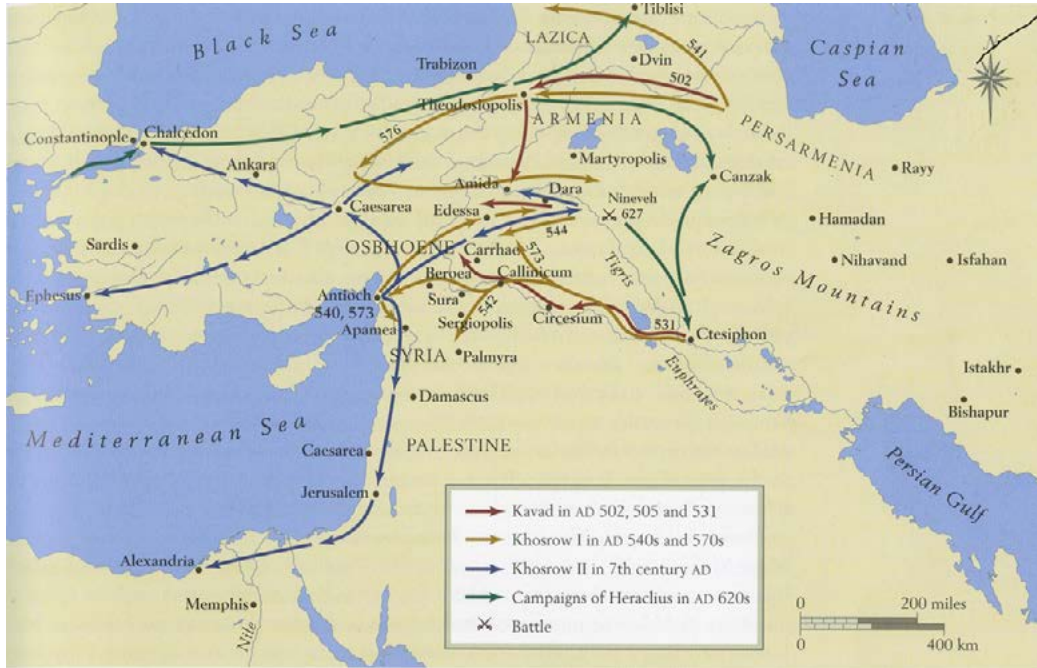 Black Sea
LAZICA
Tiblisi
541
Caspian
Sea
N
Trabizon
Dvin
502
Theodosiopolis
ARMENIA
PERSARMENIA
Constantinople
Chalcedon
576
Ankara
Martyropolis
Rayy
Canzak
Amida
Dara
Nineveh
627
Caesarea
Edessa
544
Hamadan
Sardis
OSBHOENE
Carrhae
573
Tigris
Zagros Mountains
Nihavand
Isfahan
Beroea
Callinicum
Ephesus
Antioch
540, 573
Sura
542
Sergiopolis
Circesium
531
Ctesiphon
Apamea
SYRIA
Palmyra
Euphrates
Istakhr
Bishapur
Damascus
Mediterranean Sea
Caesarea
PALESTINE
Persian Gulf
Jerusalem
Alexandria
Memphis
Nile
Kavad in AD 502, 505 and 531
Khosrow I in AD 540s and 570s
Khosrow II in 7th century AD
Campaigns of Heraclius in AD 620s
Battle
0 200 miles
0 400 km